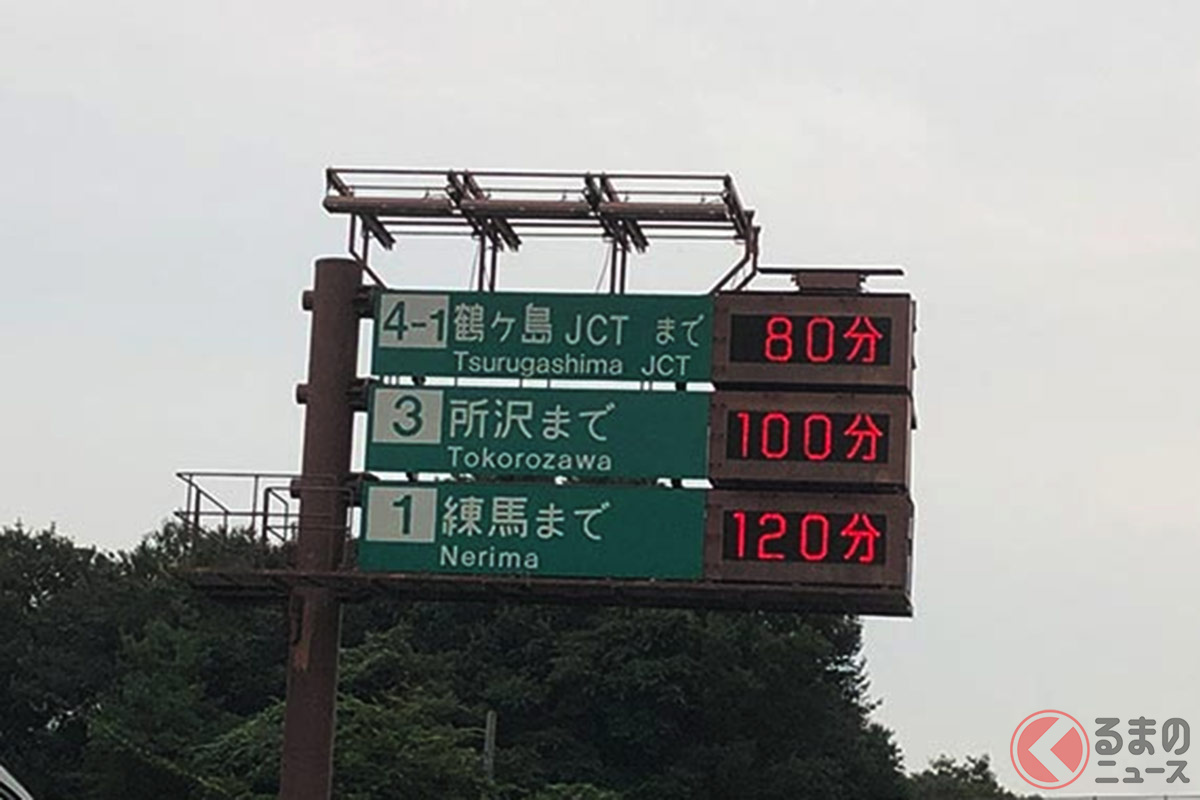 4-1 鶴ヶ島 JCT まで 80分
Tsurugashima JCT
3 所沢まで 100分
Tokorozawa
1 練馬まで 120分
Nerima
くるまの
ニュース